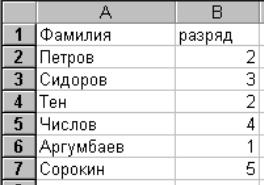 A B
1 Фамилия разряд
2 Петров 2
3 Сидоров 3
4 Тен 2
5 Числов 4
6 Аргумбаев 1
7 Сорокин 5